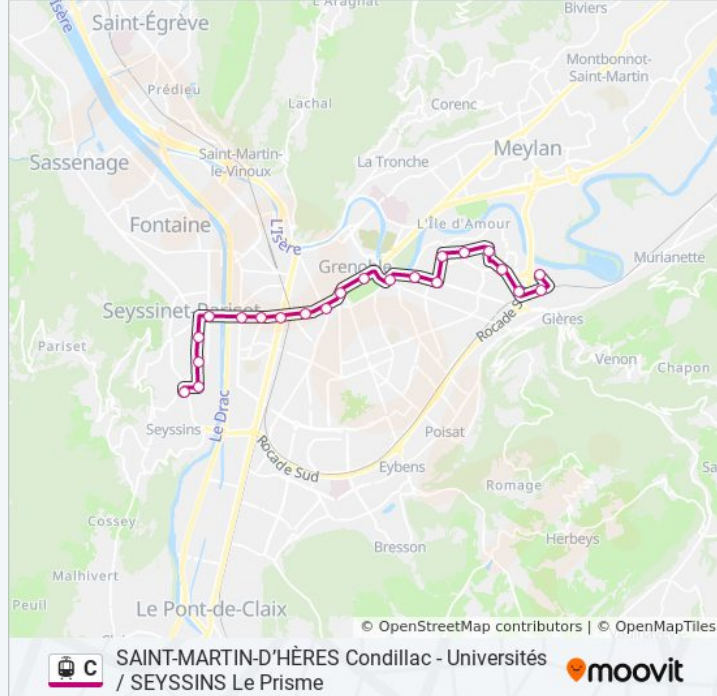 L'Aragnat
Biviers
Saint-Égrève
Montbonnot-
Saint-Martin
L'Isère
Prédieu
Lachal
Corenc
Meylan
Saint-Martin-
le-Vinoux
La Tronche
Sassenage
Fontaine
L'Isère
L'Île d'Amour
Murianette
Grenoble
Seyssinet-Pariset
Rocade Sud
Gières
Pariset
Venon
Chapon
Le Drac
Seyssins
Poisat
Rocade Sud
Eybens
Romage
Cossey
Herbeys
Bresson
Malhivert
Peuil
Le Pont-de-Claix
© OpenStreetMap contributors | © OpenMapTiles
C
SAINT-MARTIN-D’HÈRES Condillac - Universités
/ SEYSSINS Le Prisme
moovit